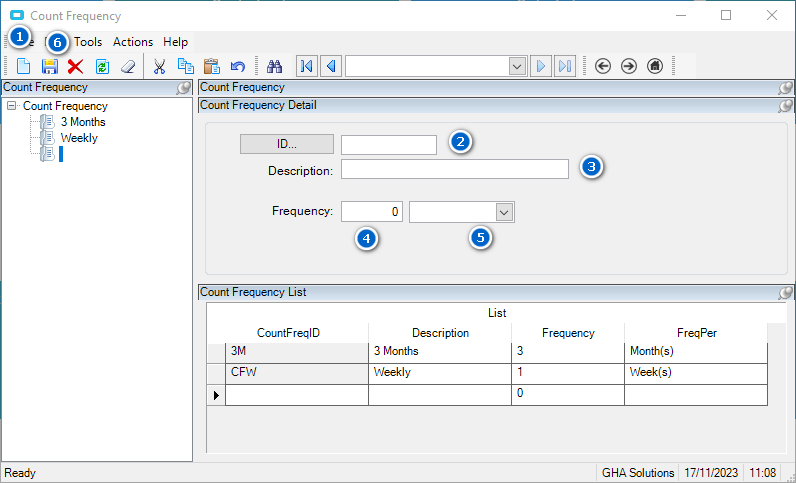 Count Frequency
1 6 Tools Actions Help
Count Frequency
Count Frequency
3 Months
Weekly
Count Frequency
Count Frequency Detail
ID... 2
Description: 3
Frequency: 0
4 5
Count Frequency List
List
CountFreqID Description Frequency FreqPer
3M 3 Months 3 Month(s)
CFW Weekly 1 Week(s)
0
Ready GHA Solutions 17/11/2023 11:08